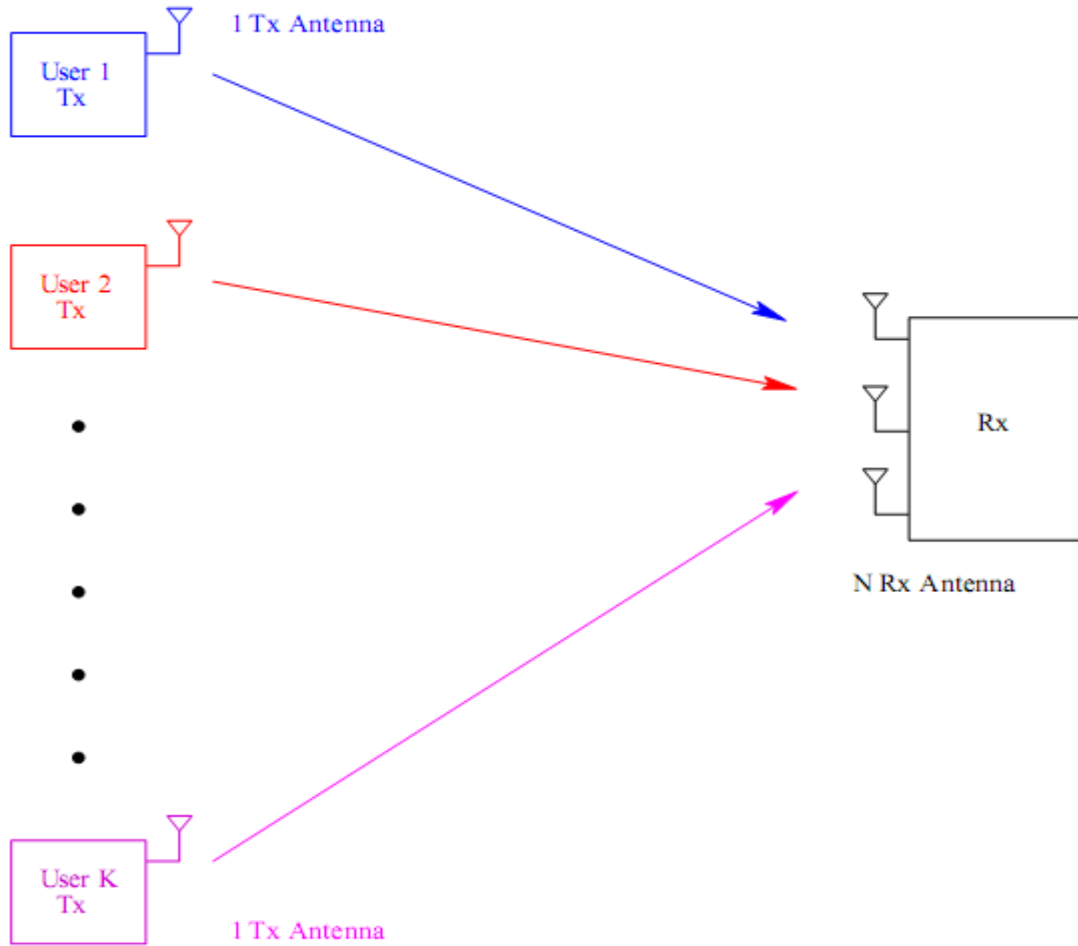 1 Tx Antenna
User 1
Tx
User 2
Tx
Rx
N Rx Antenna
User K
Tx
1 Tx Antenna